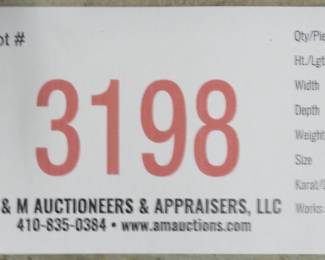 ot #
3198
& M AUCTIONEERS & APPRAISERS, LLC
410-835-0384 • www.amauctions.com
Qty/Pie
Ht./Lgt
Width
Depth
Weight
Size
Karat/
Works